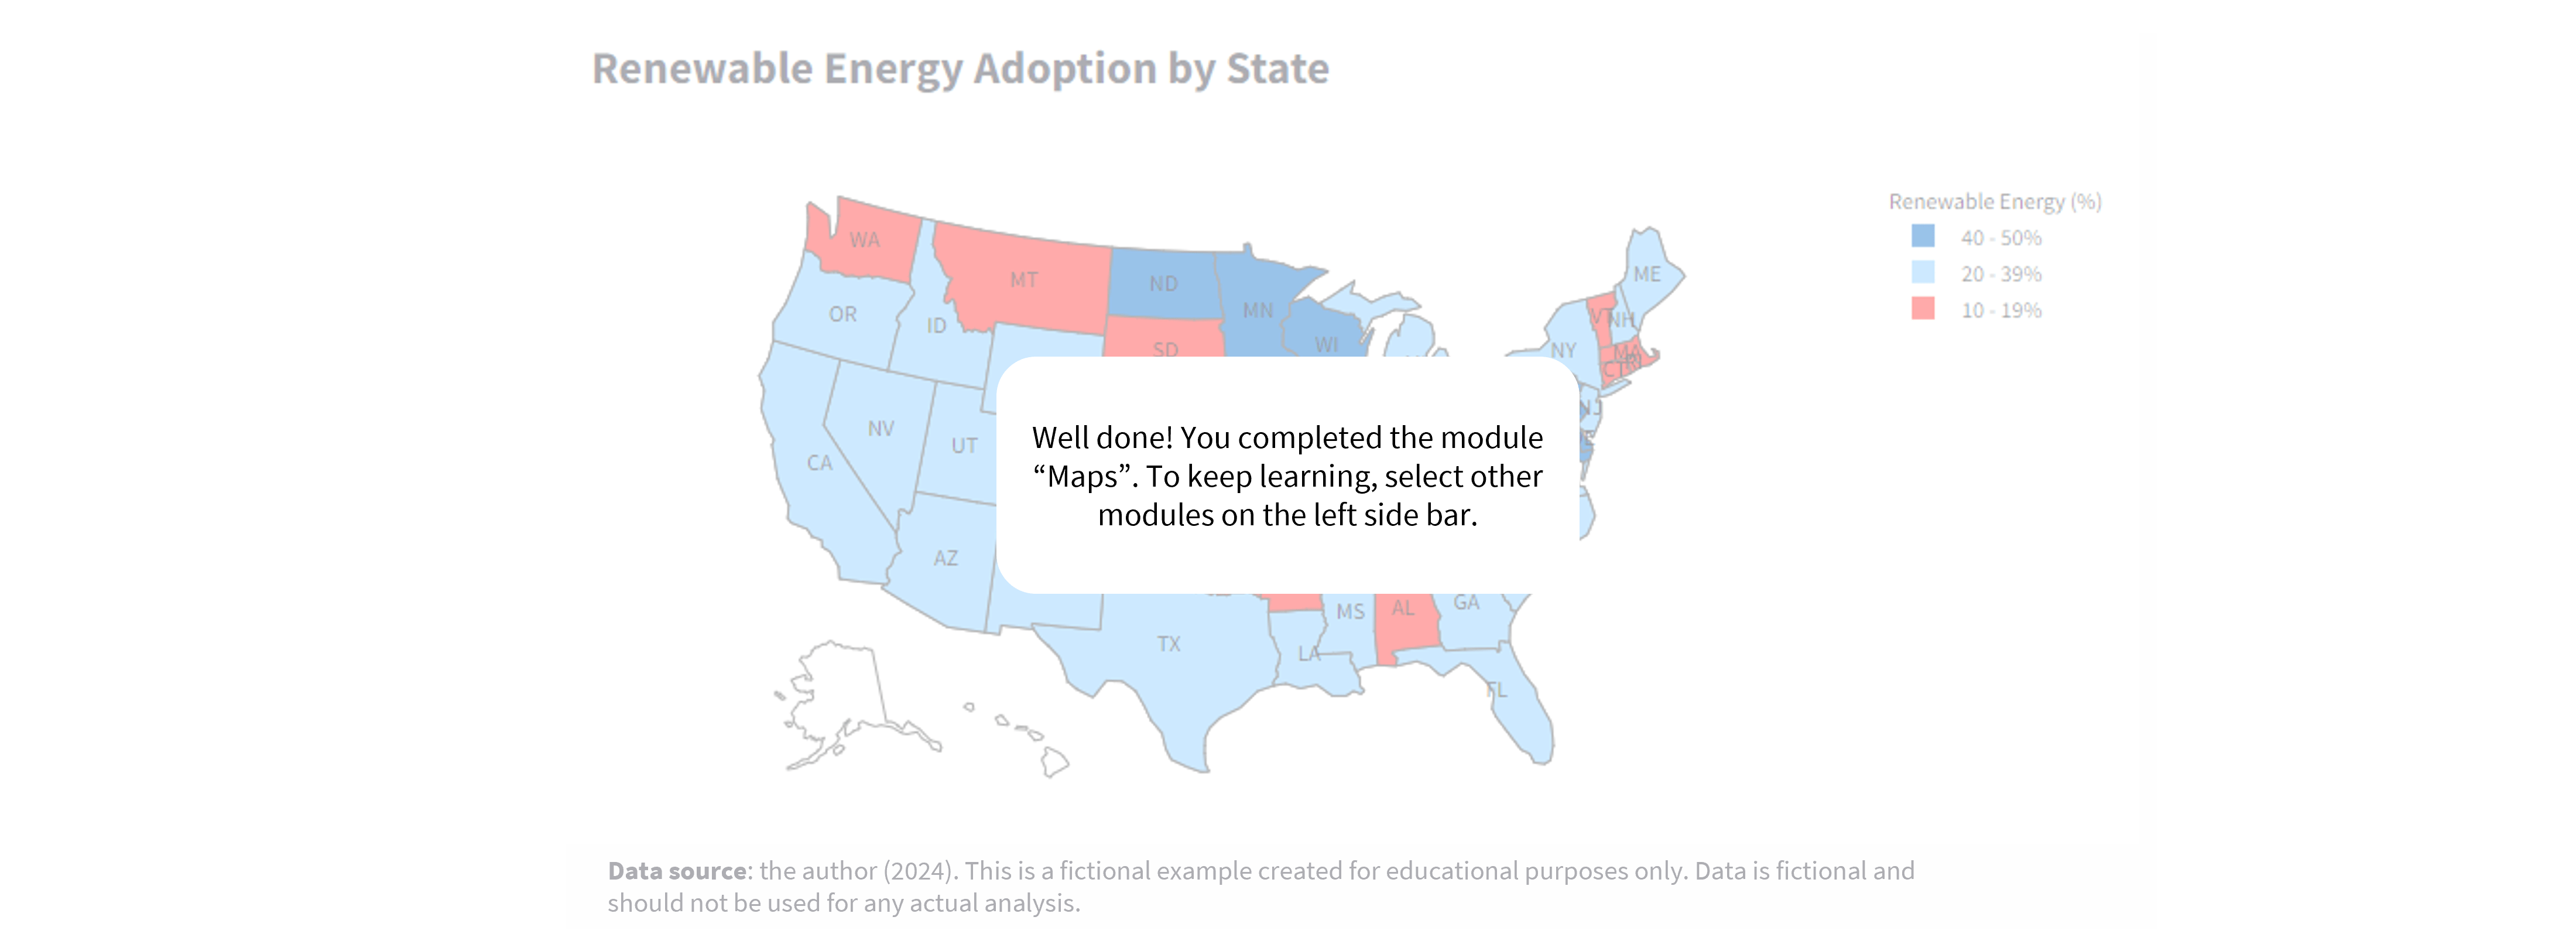 Renewable Energy Adoption by State
Renewable Energy (%)
40 - 50%
20 - 39%
10 - 19%
WA
MT
ND
MN
ME
OR
ID
SD
WI
VT
NH
NY
MA
CT
RI
NJ
NV
UT
CA
Well done! You completed the module
“Maps”. To keep learning, select other
modules on the left side bar.
AZ
MS
AL
GA
TX
LA
FL
Data source: the author (2024). This is a fictional example created for educational purposes only. Data is fictional and
should not be used for any actual analysis.